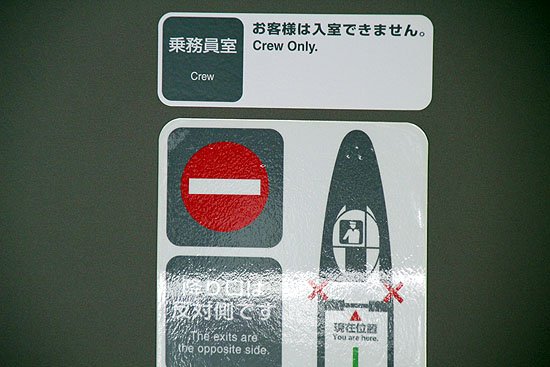 乗務員室
Crew
お客様は入室できません。
Crew Only.
降り口は
反対側です
The exits are
the opposite side.
現在位置
You are here.